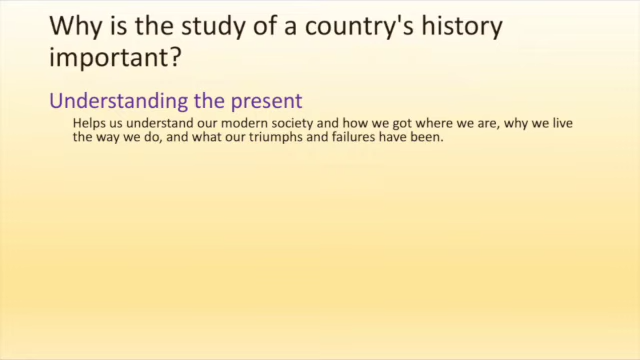 Why is the study of a country's history
important?
Understanding the present
Helps us understand our modern society and how we got where we are, why we live
the way we do, and what our triumphs and failures have been.